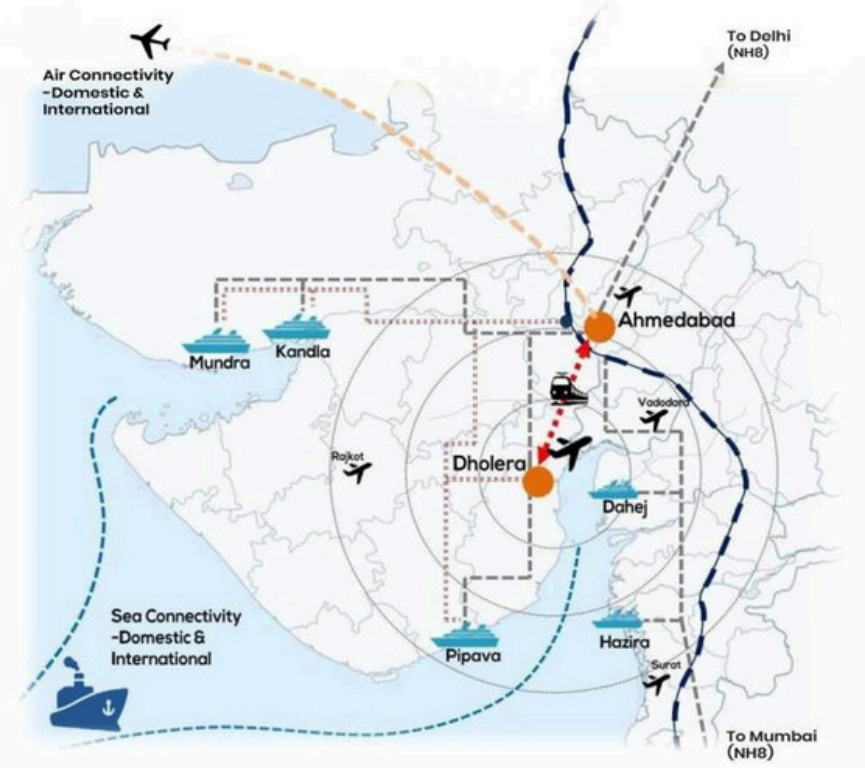 To Delhi
(NH8)
Air Connectivity
-Domestic &
International
Ahmedabad
Mundra
Kandla
Vadodara
Rajkot
Dholera
Dahej
Sea Connectivity
-Domestic &
International
Pipava
Hazira
Surat
To Mumbai
(NH8)